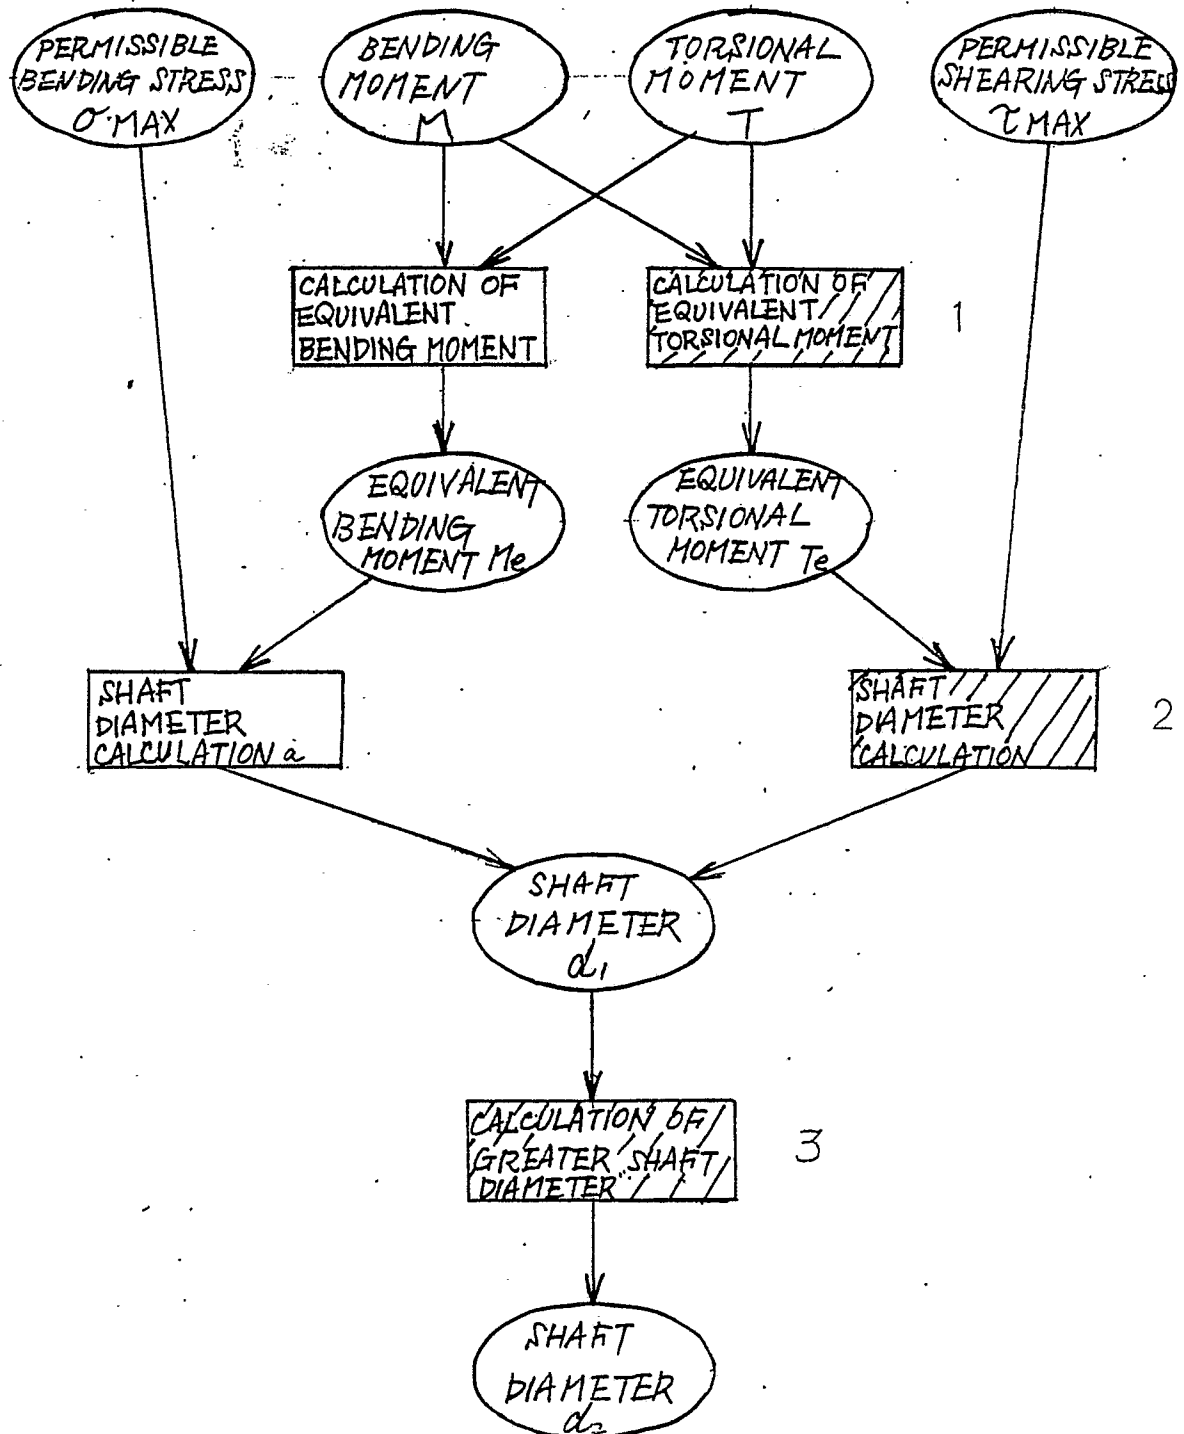 PERMISSIBLE
BENDING STRESS
σ MAX
BENDING
MOMENT
M
TORSIONAL
MOMENT
T
PERMISSIBLE
SHEARING STRESS
τ MAX
CALCULATION OF
EQUIVALENT
BENDING MOMENT
CALCULATION OF
EQUIVALENT
TORSIONAL MOMENT
1
EQUIVALENT
BENDING
MOMENT Me
EQUIVALENT
TORSIONAL
MOMENT Te
SHAFT
DIAMETER
CALCULATION a
SHAFT
DIAMETER
CALCULATION
2
SHAFT
DIAMETER
d1
CALCULATION OF
GREATER SHAFT
DIAMETER
3
SHAFT
DIAMETER
d2